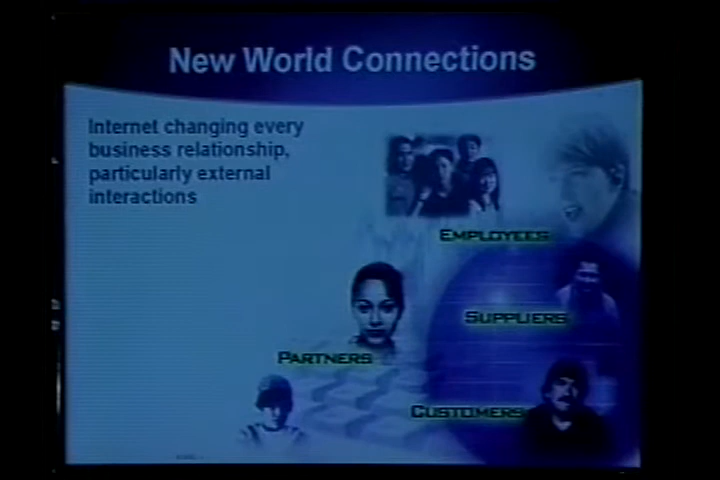 New World Connections
Internet changing every
business relationship,
particularly external
interactions
EMPLOYEES
SUPPLIERS
PARTNERS
CUSTOMERS